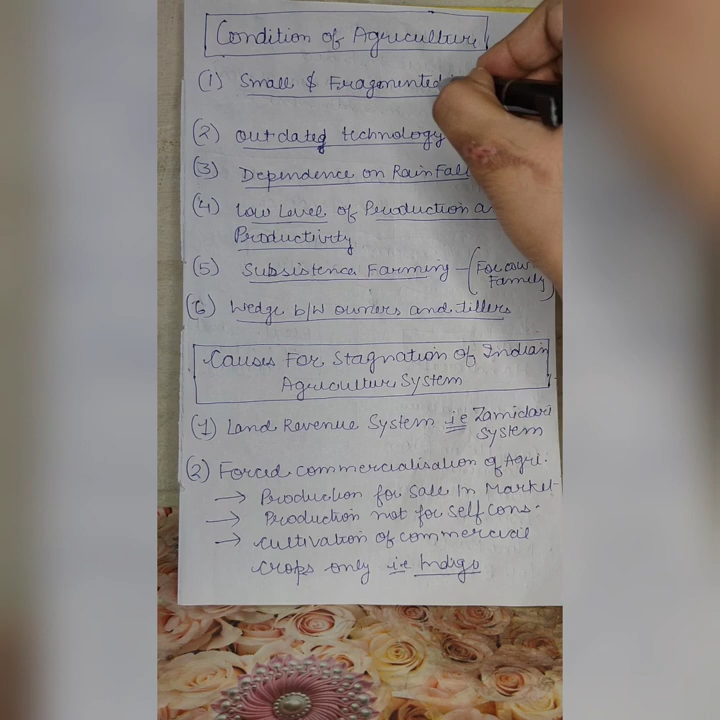 Condition of Agriculture
(1) Small & Fragmented
(2) Outdated technology
(3) Dependence on RainFall
(4) Low Level of Production
Productivity
(5) Subsistence Farming - (For own
Family)
(6) Wedge b/w owners and Tillers
Causes For Stagnation of Indian
Agriculture System
(1) Land Revenue System i.e Zamidari
System
(2) Forced commercialisation of Agri.
→ Production for Sale In Market
→ Production not for Self Cons.
→ Cultivation of commercial
crops only i.e Indigo